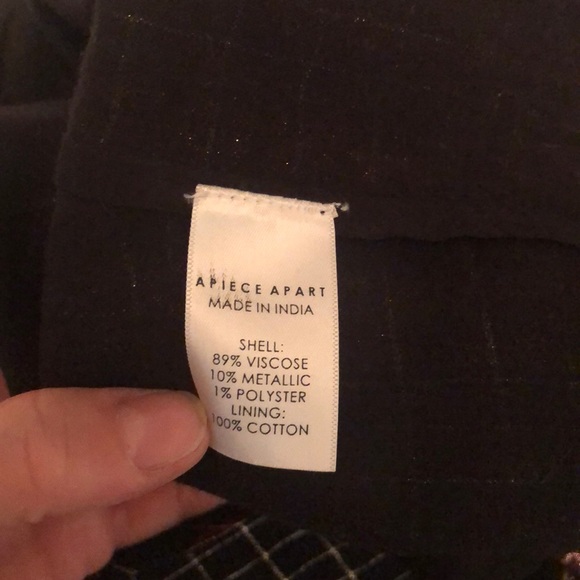 APIECE APART
MADE IN INDIA
SHELL:
89% VISCOSE
10% METALLIC
1% POLYSTER
LINING:
100% COTTON